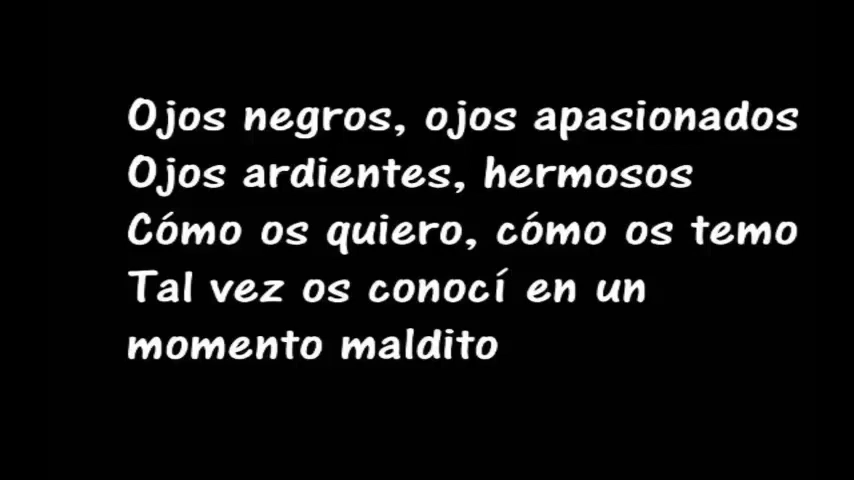 Ojos negros, ojos apasionados
Ojos ardientes, hermosos
Cómo os quiero, cómo os temo
Tal vez os conocí en un
momento maldito